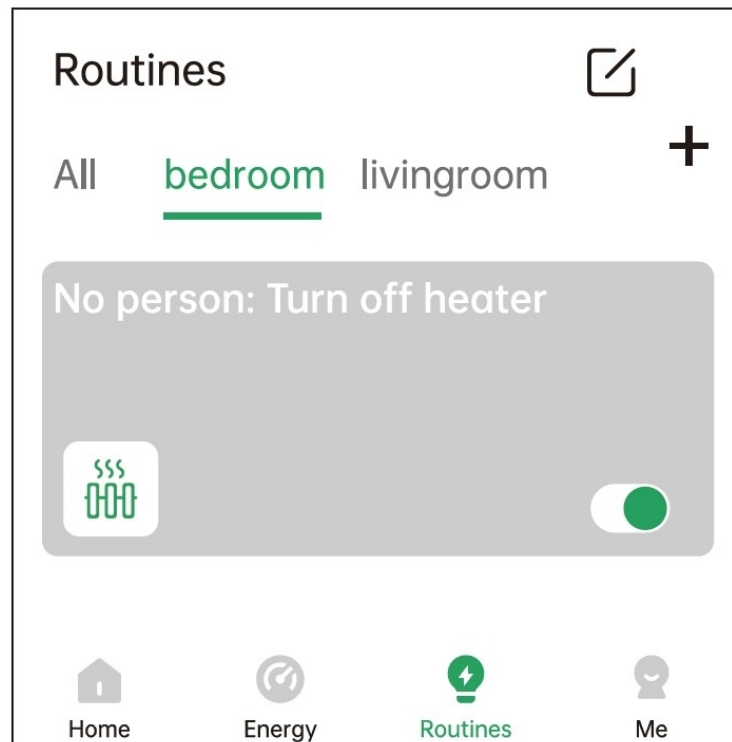 Routines
+
All bedroom livingroom
No person: Turn off heater
Home Energy Routines Me